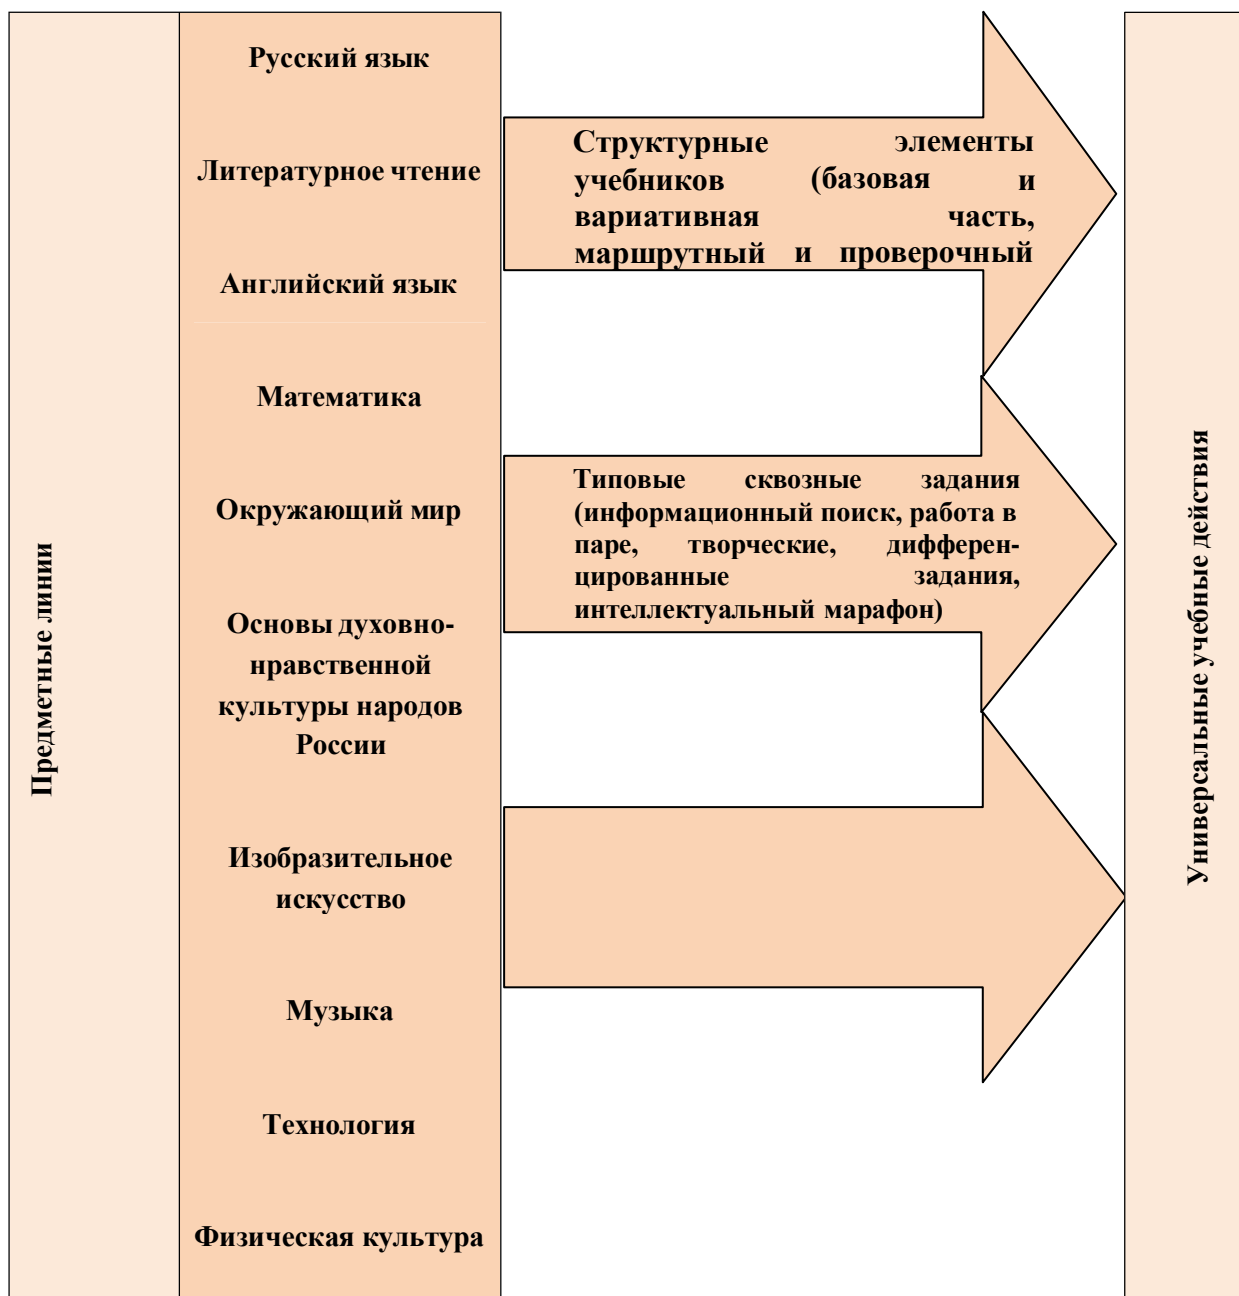 Предметные линии
Русский язык
Литературное чтение
Английский язык
Математика
Окружающий мир
Основы духовно-
нравственной
культуры народов
России
Изобразительное
искусство
Музыка
Технология
Физическая культура
Структурные элементы
учебников (базовая и
вариативная часть,
маршрутный и проверочный
Типовые сквозные задания
(информационный поиск, работа в
паре, творческие, дифферен-
цированные задания,
интеллектуальный марафон)
Универсальные учебные действия